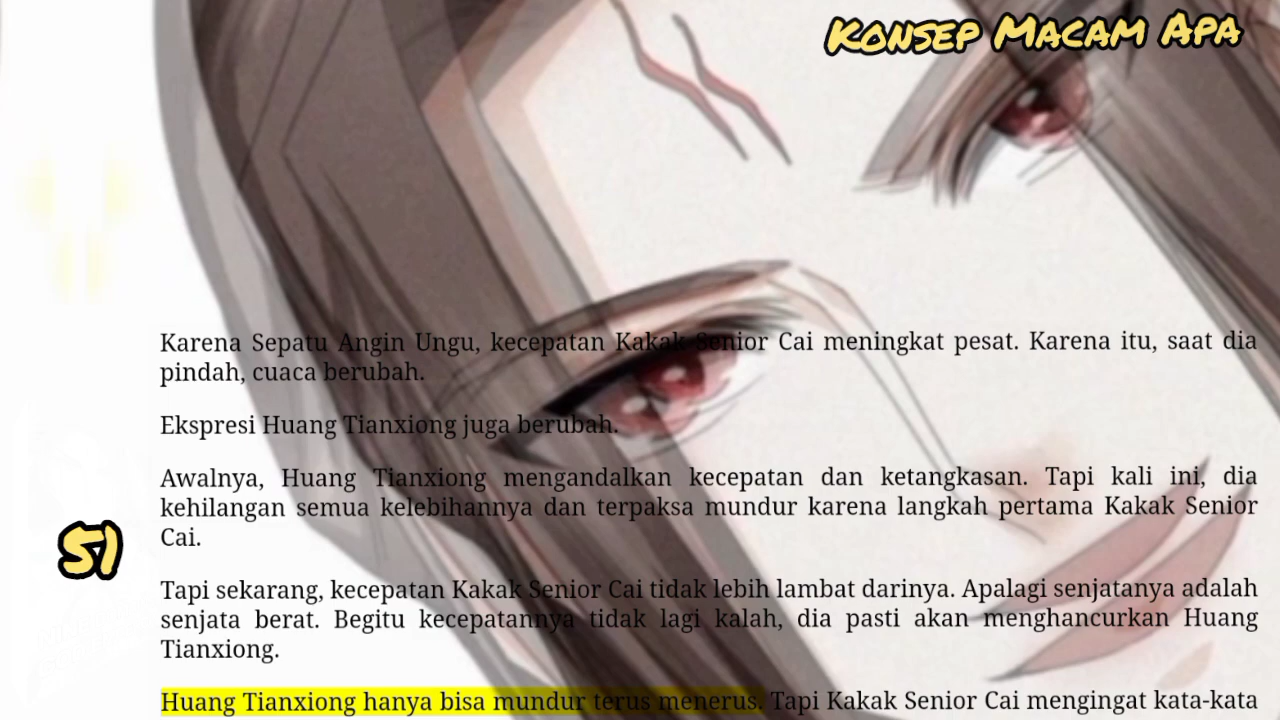 Konsep Macam Apa
Karena Sepatu Angin Ungu, kecepatan Kakak Senior Cai meningkat pesat. Karena itu, saat dia
pindah, cuaca berubah.
Ekspresi Huang Tianxiong juga berubah.
Awalnya, Huang Tianxiong mengandalkan kecepatan dan ketangkasan. Tapi kali ini, dia
kehilangan semua kelebihannya dan terpaksa mundur karena langkah pertama Kakak Senior
Cai.
51
Tapi sekarang, kecepatan Kakak Senior Cai tidak lebih lambat darinya. Apalagi senjatanya adalah
senjata berat. Begitu kecepatannya tidak lagi kalah, dia pasti akan menghancurkan Huang
Tianxiong.
Huang Tianxiong hanya bisa mundur terus menerus. Tapi Kakak Senior Cai mengingat kata-kata